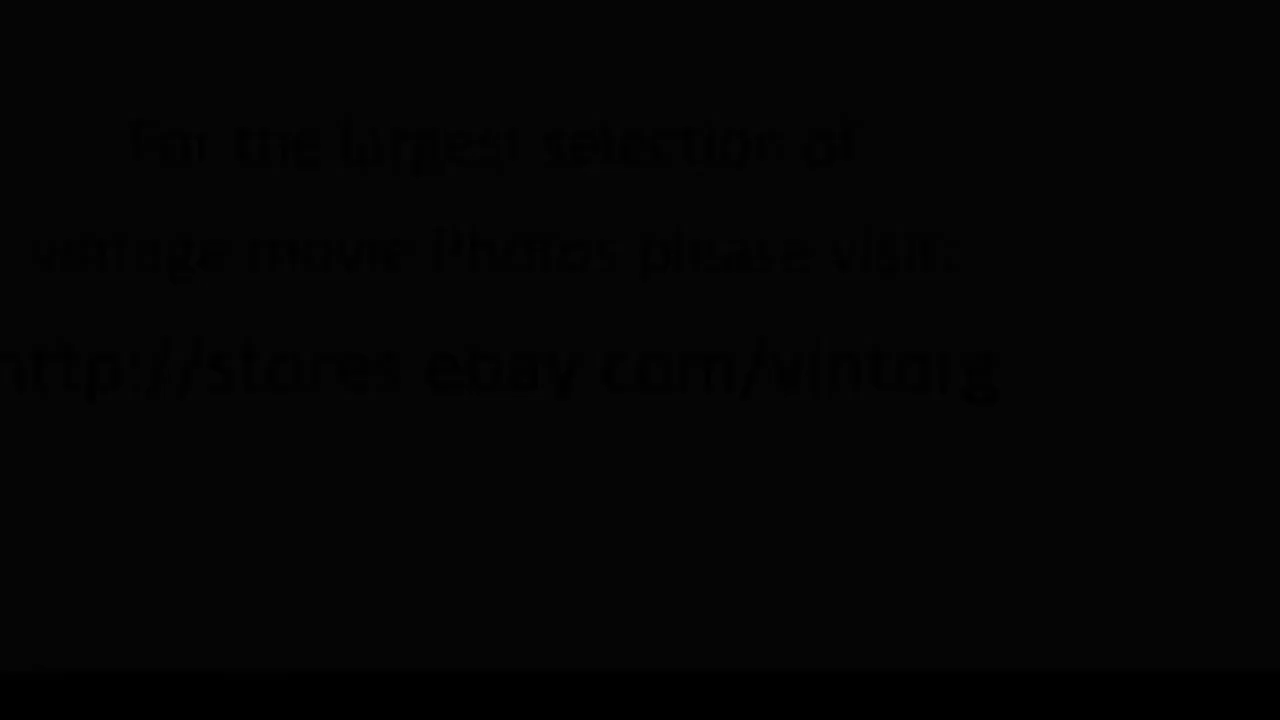 For the largest selection of
vintage movie Photos please visit:
http://stores.ebay.com/vintorg